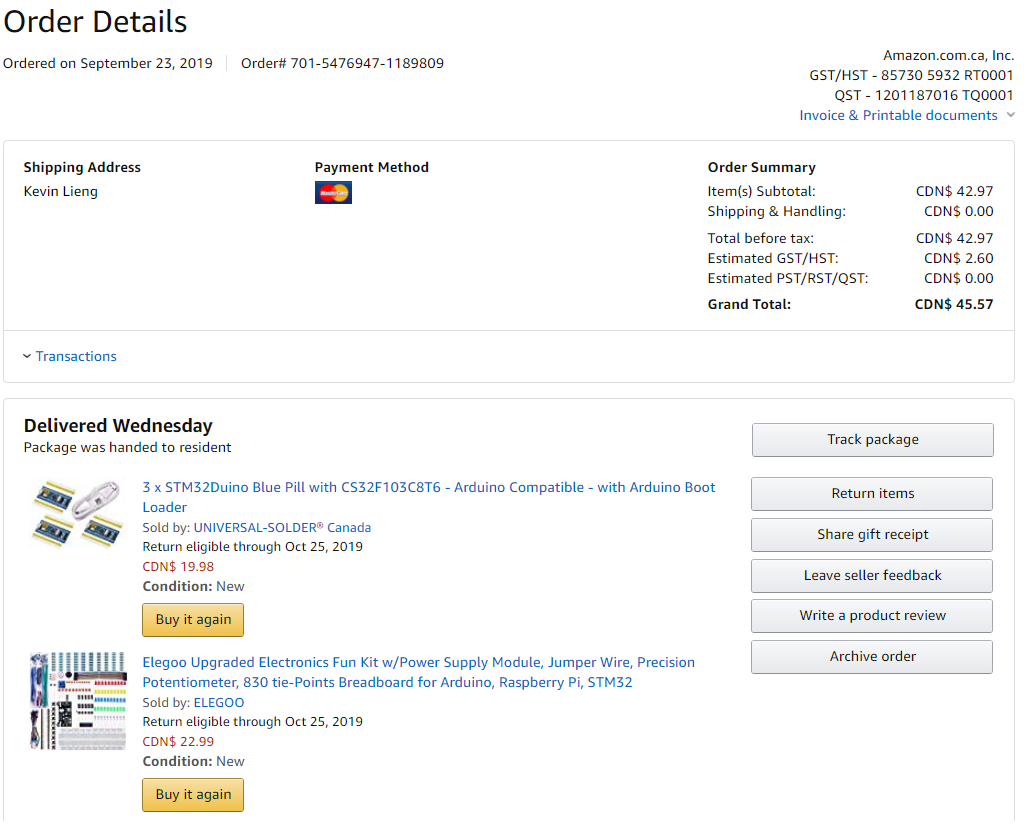 Order Details
Ordered on September 23, 2019 Order# 701-5476947-1189809
Amazon.com.ca, Inc.
GST/HST - 85730 5932 RT0001
QST - 1201187016 TQ0001
Invoice & Printable documents
Shipping Address
Kevin Lieng
Payment Method
MasterCard
Order Summary
Item(s) Subtotal: CDN$ 42.97
Shipping & Handling: CDN$ 0.00
Total before tax: CDN$ 42.97
Estimated GST/HST: CDN$ 2.60
Estimated PST/RST/QST: CDN$ 0.00
Grand Total: CDN$ 45.57
Transactions
Delivered Wednesday
Package was handed to resident
3 x STM32Duino Blue Pill with CS32F103C8T6 - Arduino Compatible - with Arduino Boot
Loader
Sold by: UNIVERSAL-SOLDER® Canada
Return eligible through Oct 25, 2019
CDN$ 19.98
Condition: New
Buy it again
Elegoo Upgraded Electronics Fun Kit w/Power Supply Module, Jumper Wire, Precision
Potentiometer, 830 tie-Points Breadboard for Arduino, Raspberry Pi, STM32
Sold by: ELEGOO
Return eligible through Oct 25, 2019
CDN$ 22.99
Condition: New
Buy it again
Track package
Return items
Share gift receipt
Leave seller feedback
Write a product review
Archive order